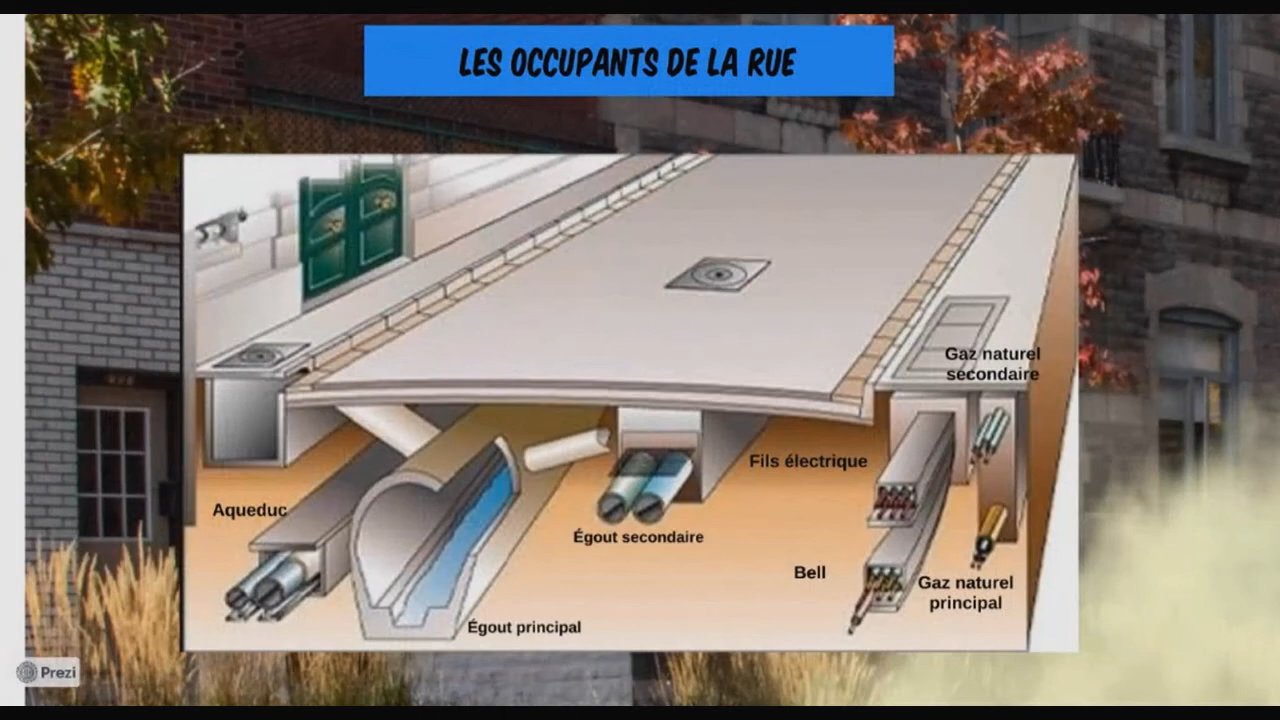 LES OCCUPANTS DE LA RUE
Gaz naturel
secondaire
Fils électrique
Aqueduc
Égout secondaire
Bell
Gaz naturel
principal
Égout principal
Prezi